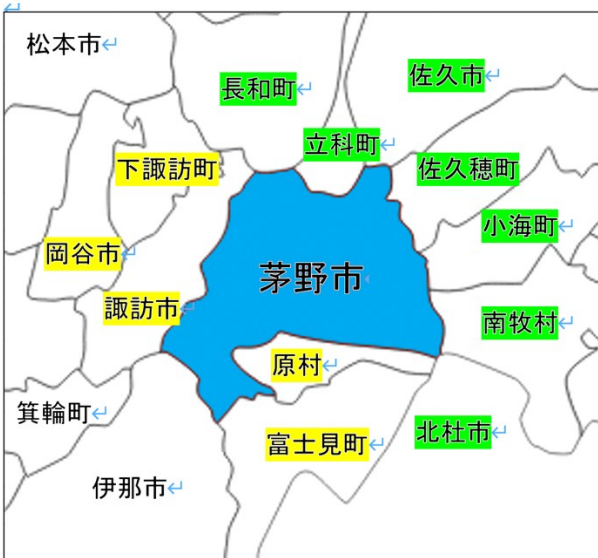 松本市
佐久市
長和町
立科町
下諏訪町
佐久穂町
小海町
岡谷市
茅野市
諏訪市
南牧村
原村
箕輪町
北杜市
富士見町
伊那市